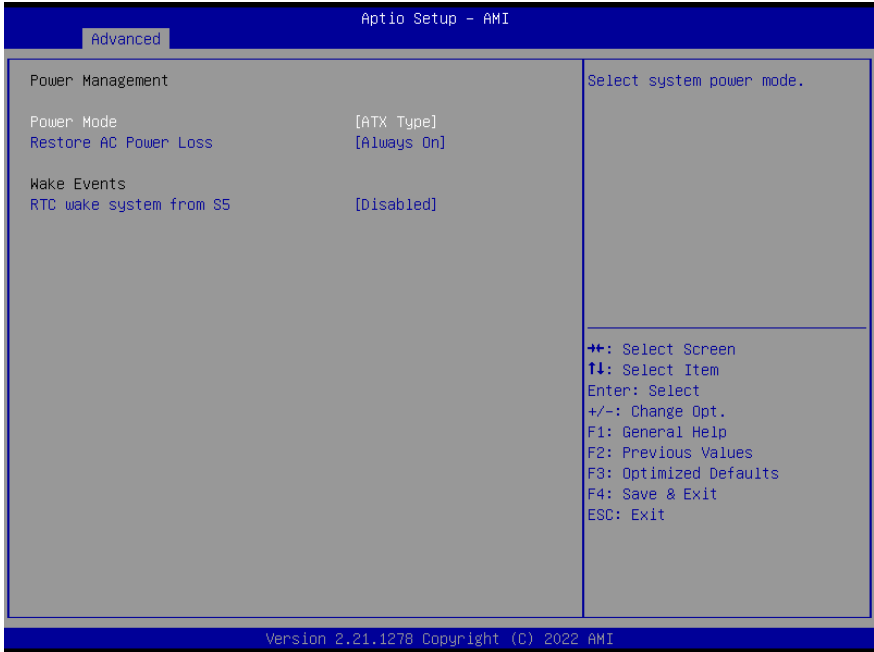 Aptio Setup - AMI
Advanced
Power Management
Power Mode [ATX Type]
Restore AC Power Loss [Always On]
Wake Events
RTC wake system from S5 [Disabled]
Select system power mode.
→←: Select Screen
↑↓: Select Item
Enter: Select
+/-: Change Opt.
F1: General Help
F2: Previous Values
F3: Optimized Defaults
F4: Save & Exit
ESC: Exit
Version 2.21.1278 Copyright (C) 2022 AMI